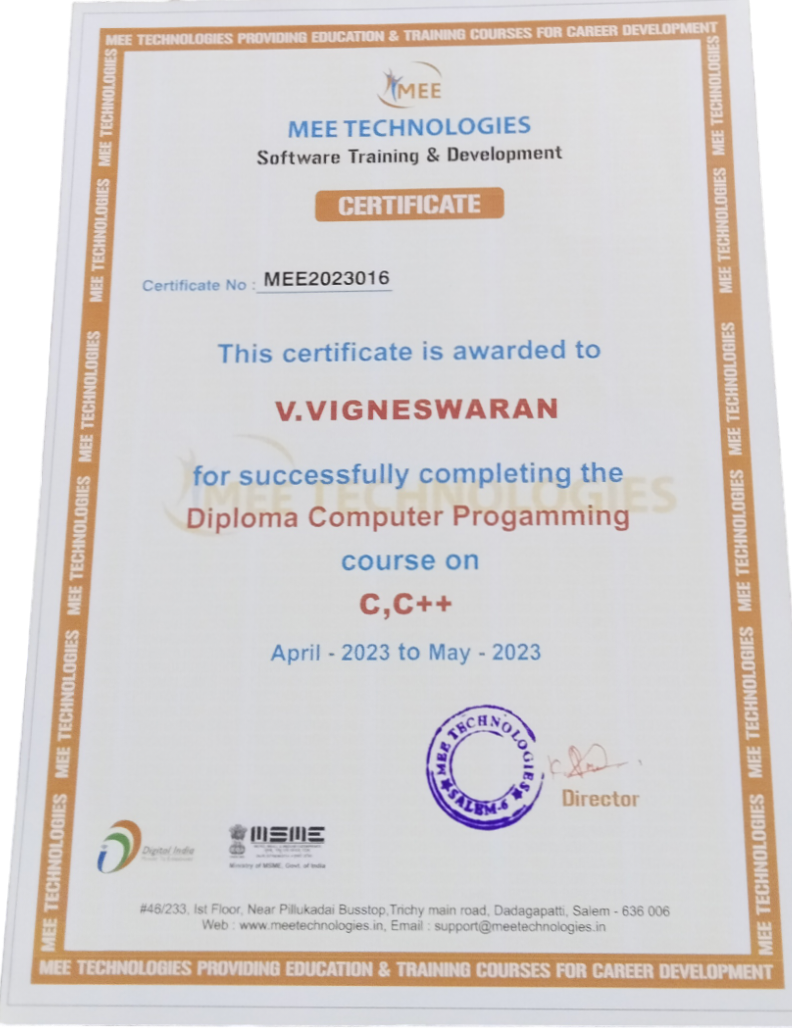 MEE TECHNOLOGIES PROVIDING EDUCATION & TRAINING COURSES FOR CAREER DEVELOPMENT
MEE
MEE TECHNOLOGIES
Software Training & Development
CERTIFICATE
Certificate No : MEE2023016
This certificate is awarded to
V.VIGNESWARAN
for successfully completing the
MEE TECHNOLOGIES
Diploma Computer Progamming
course on
C,C++
April - 2023 to May - 2023
MEE TECHNOLOGIES
SALEM-6
Director
Digital India
MSME
Ministry of MSME, Govt. of India
#46/233, Ist Floor, Near Pillukadai Busstop,Trichy main road, Dadagapatti, Salem - 636 006
Web : www.meetechnologies.in, Email : support@meetechnologies.in
MEE TECHNOLOGIES PROVIDING EDUCATION & TRAINING COURSES FOR CAREER DEVELOPMENT
MEE TECHNOLOGIES
MEE TECHNOLOGIES
MEE TECHNOLOGIES
MEE TECHNOLOGIES
MEE TECHNOLOGIES
MEE TECHNOLOGIES
MEE TECHNOLOGIES
MEE TECHNOLOGIES
MEE TECHNOLOGIES
MEE TECHNOLOGIES
MEE TECHNOLOGIES
MEE TECHNOLOGIES